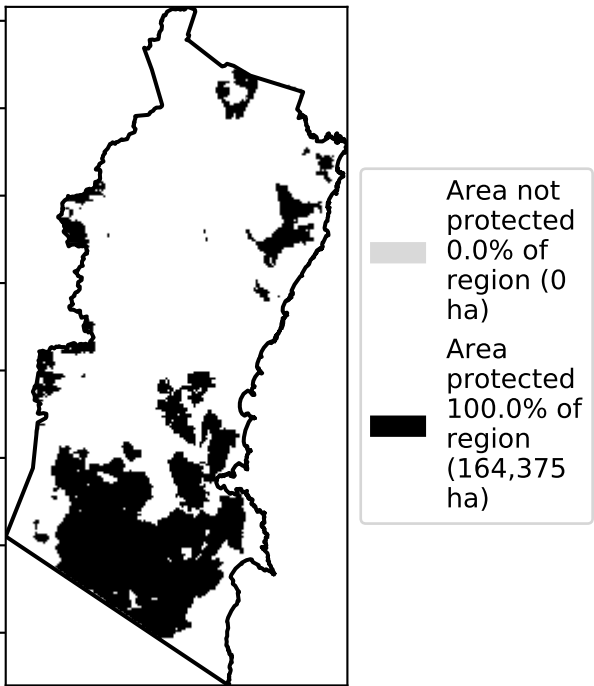 Area not
protected
0.0% of
region (0
ha)
Area
protected
100.0% of
region
(164,375
ha)